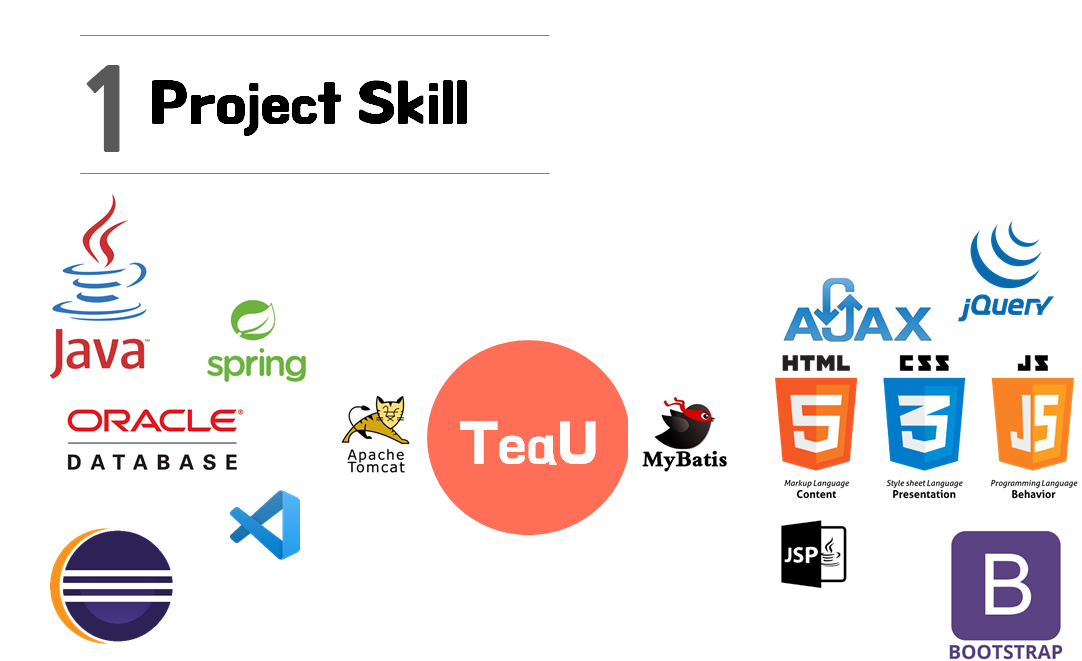 1 Project Skill
Java™
spring
ORACLE®
DATABASE
Apache
Tomcat
TeaU
MyBatis
jQuery
AJAX
HTML
CSS
JS
5
3
JS
Markup Language
Content
Style sheet Language
Presentation
Programming Language
Behavior
JSP
B
BOOTSTRAP